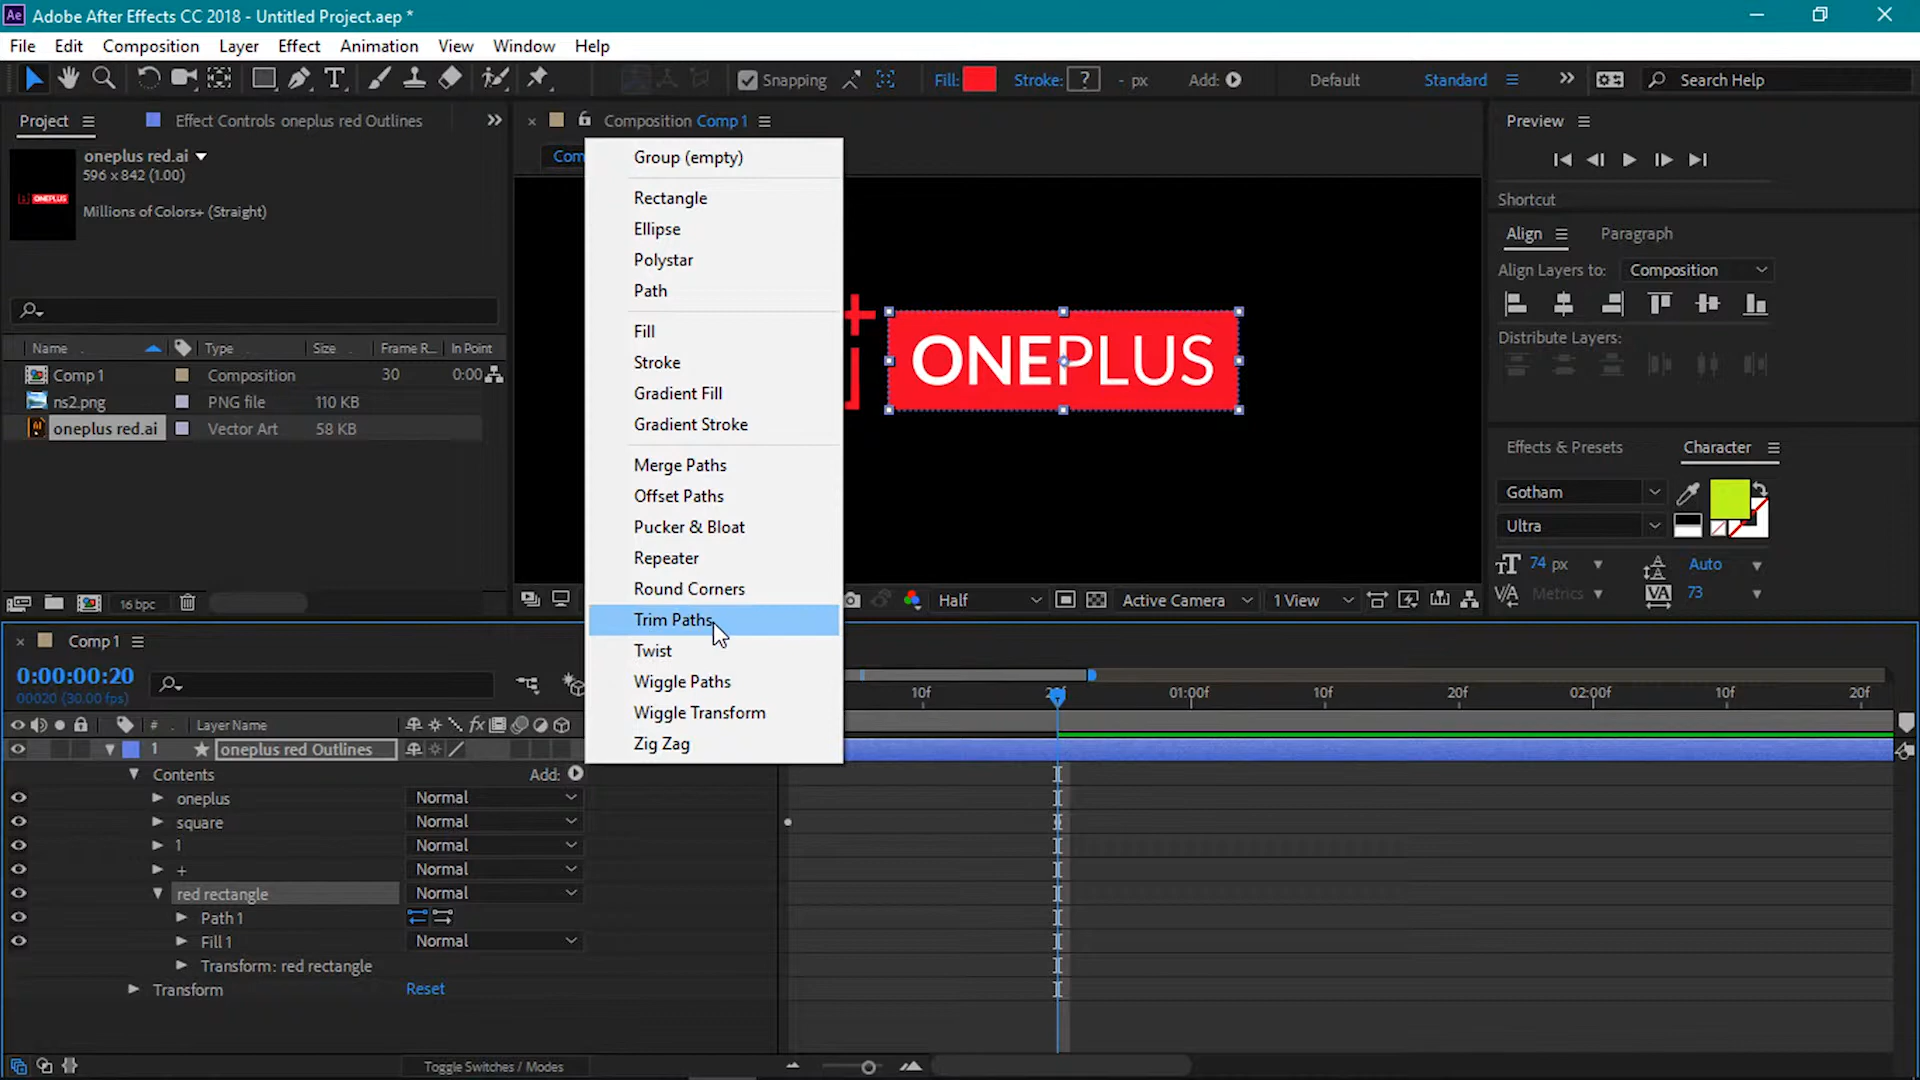 Ae Adobe After Effects CC 2018 - Untitled Project.aep *
File Edit Composition Layer Effect Animation View Window Help
Snapping Fill: Stroke: ? - px Add: Default Standard Search Help
Project Effect Controls oneplus red Outlines
oneplus red.ai
596 x 842 (1.00)
Millions of Colors+ (Straight)
ONEPLUS
Name Type Size Frame R... In Point
Comp 1 Composition 30 0:00
ns2.png PNG file 110 KB
oneplus red.ai Vector Art 58 KB
16 bpc
Composition Comp 1
Com
Group (empty)
Rectangle
Ellipse
Polystar
Path
Fill
Stroke
Gradient Fill
Gradient Stroke
Merge Paths
Offset Paths
Pucker & Bloat
Repeater
Round Corners
Trim Paths
Twist
Wiggle Paths
Wiggle Transform
Zig Zag
ONEPLUS
Half Active Camera 1 View
Preview
Shortcut
Align Paragraph
Align Layers to: Composition
Distribute Layers:
Effects & Presets Character
Gotham
Ultra
74 px Auto
Metrics 73
Comp 1
0:00:00:20
00020 (30.00 fps)
10f 20f 01:00f 10f 20f 02:00f 10f 20f
# Layer Name
1 oneplus red Outlines
Contents Add:
oneplus Normal
square Normal
1 Normal
+ Normal
red rectangle Normal
Path 1
Fill 1 Normal
Transform: red rectangle
Transform Reset
Toggle Switches / Modes